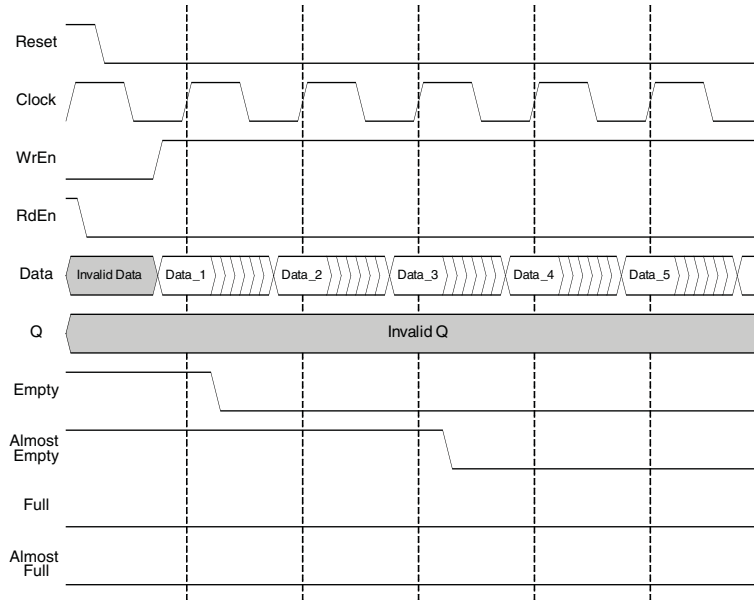 Reset
Clock
WrEn
RdEn
Data
Invalid Data
Data_1
Data_2
Data_3
Data_4
Data_5
Q
Invalid Q
Empty
Almost
Empty
Full
Almost
Full